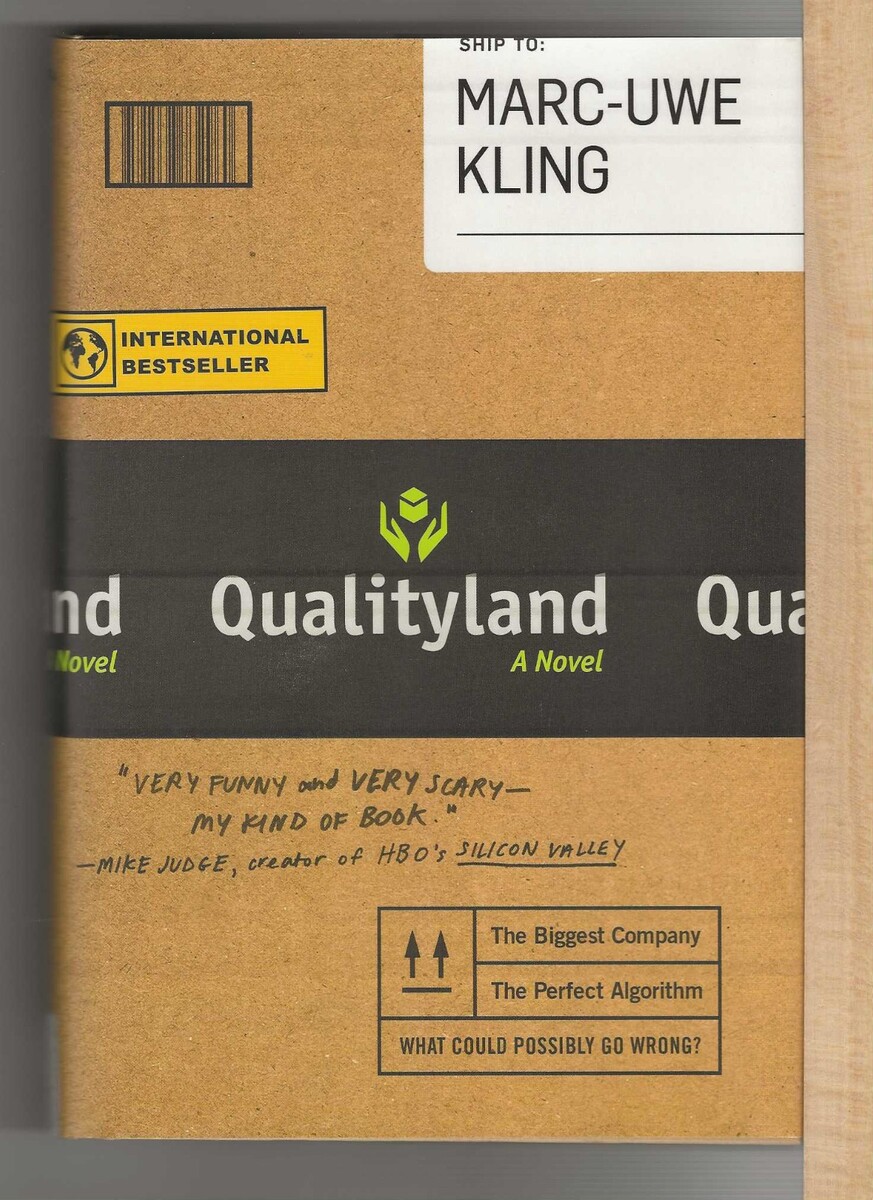 SHIP TO:
MARC-UWE
KLING
INTERNATIONAL
BESTSELLER
nd Qualityland Qua
Novel A Novel
"VERY FUNNY and VERY SCARY—
MY KIND OF BOOK."
—MIKE JUDGE, creator of HBO's SILICON VALLEY
The Biggest Company
The Perfect Algorithm
WHAT COULD POSSIBLY GO WRONG?